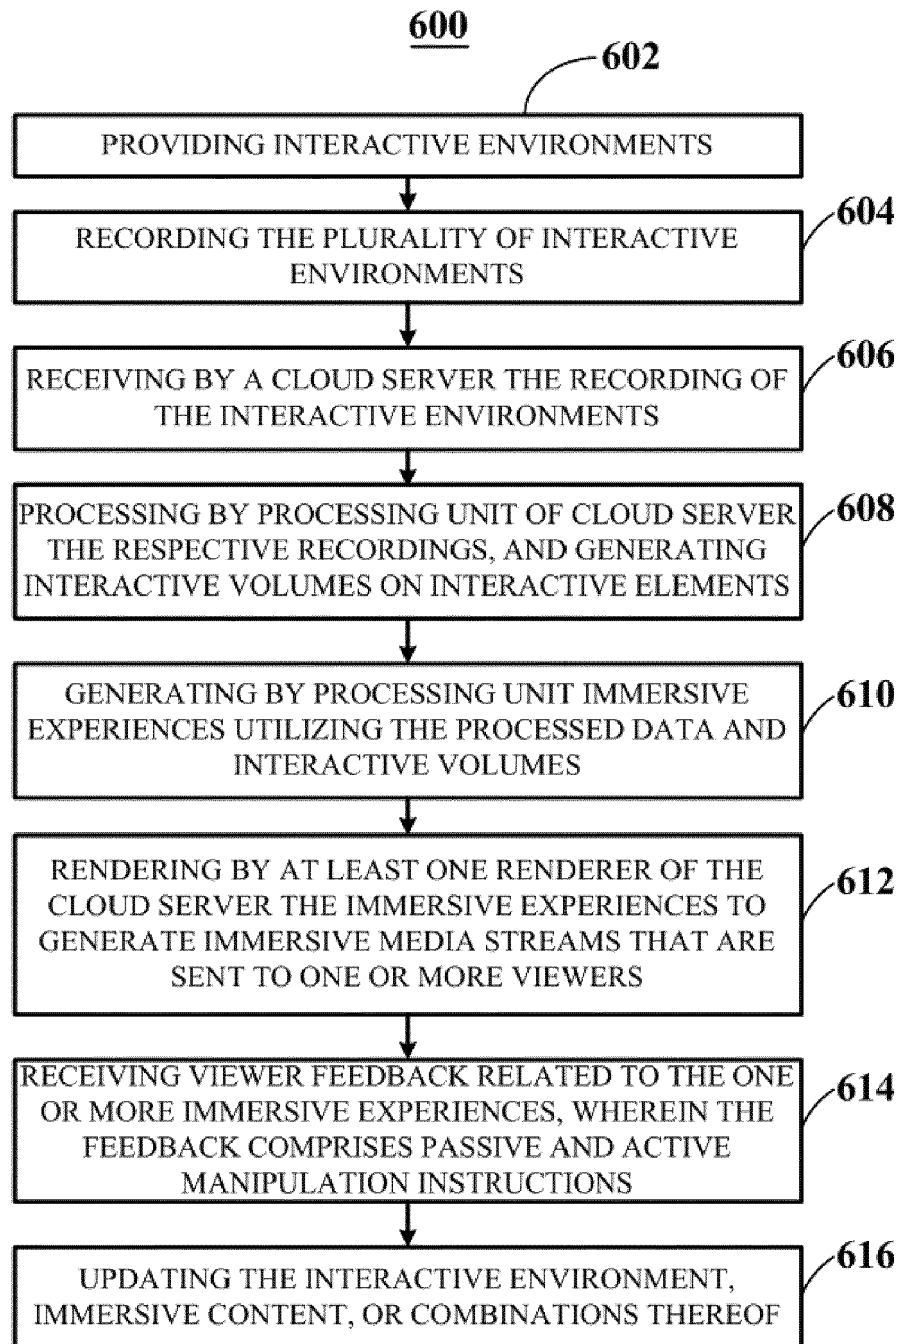 600
602
PROVIDING INTERACTIVE ENVIRONMENTS
604
RECORDING THE PLURALITY OF INTERACTIVE
ENVIRONMENTS
606
RECEIVING BY A CLOUD SERVER THE RECORDING OF
THE INTERACTIVE ENVIRONMENTS
608
PROCESSING BY PROCESSING UNIT OF CLOUD SERVER
THE RESPECTIVE RECORDINGS, AND GENERATING
INTERACTIVE VOLUMES ON INTERACTIVE ELEMENTS
610
GENERATING BY PROCESSING UNIT IMMERSIVE
EXPERIENCES UTILIZING THE PROCESSED DATA AND
INTERACTIVE VOLUMES
612
RENDERING BY AT LEAST ONE RENDERER OF THE
CLOUD SERVER THE IMMERSIVE EXPERIENCES TO
GENERATE IMMERSIVE MEDIA STREAMS THAT ARE
SENT TO ONE OR MORE VIEWERS
614
RECEIVING VIEWER FEEDBACK RELATED TO THE ONE
OR MORE IMMERSIVE EXPERIENCES, WHEREIN THE
FEEDBACK COMPRISES PASSIVE AND ACTIVE
MANIPULATION INSTRUCTIONS
616
UPDATING THE INTERACTIVE ENVIRONMENT,
IMMERSIVE CONTENT, OR COMBINATIONS THEREOF